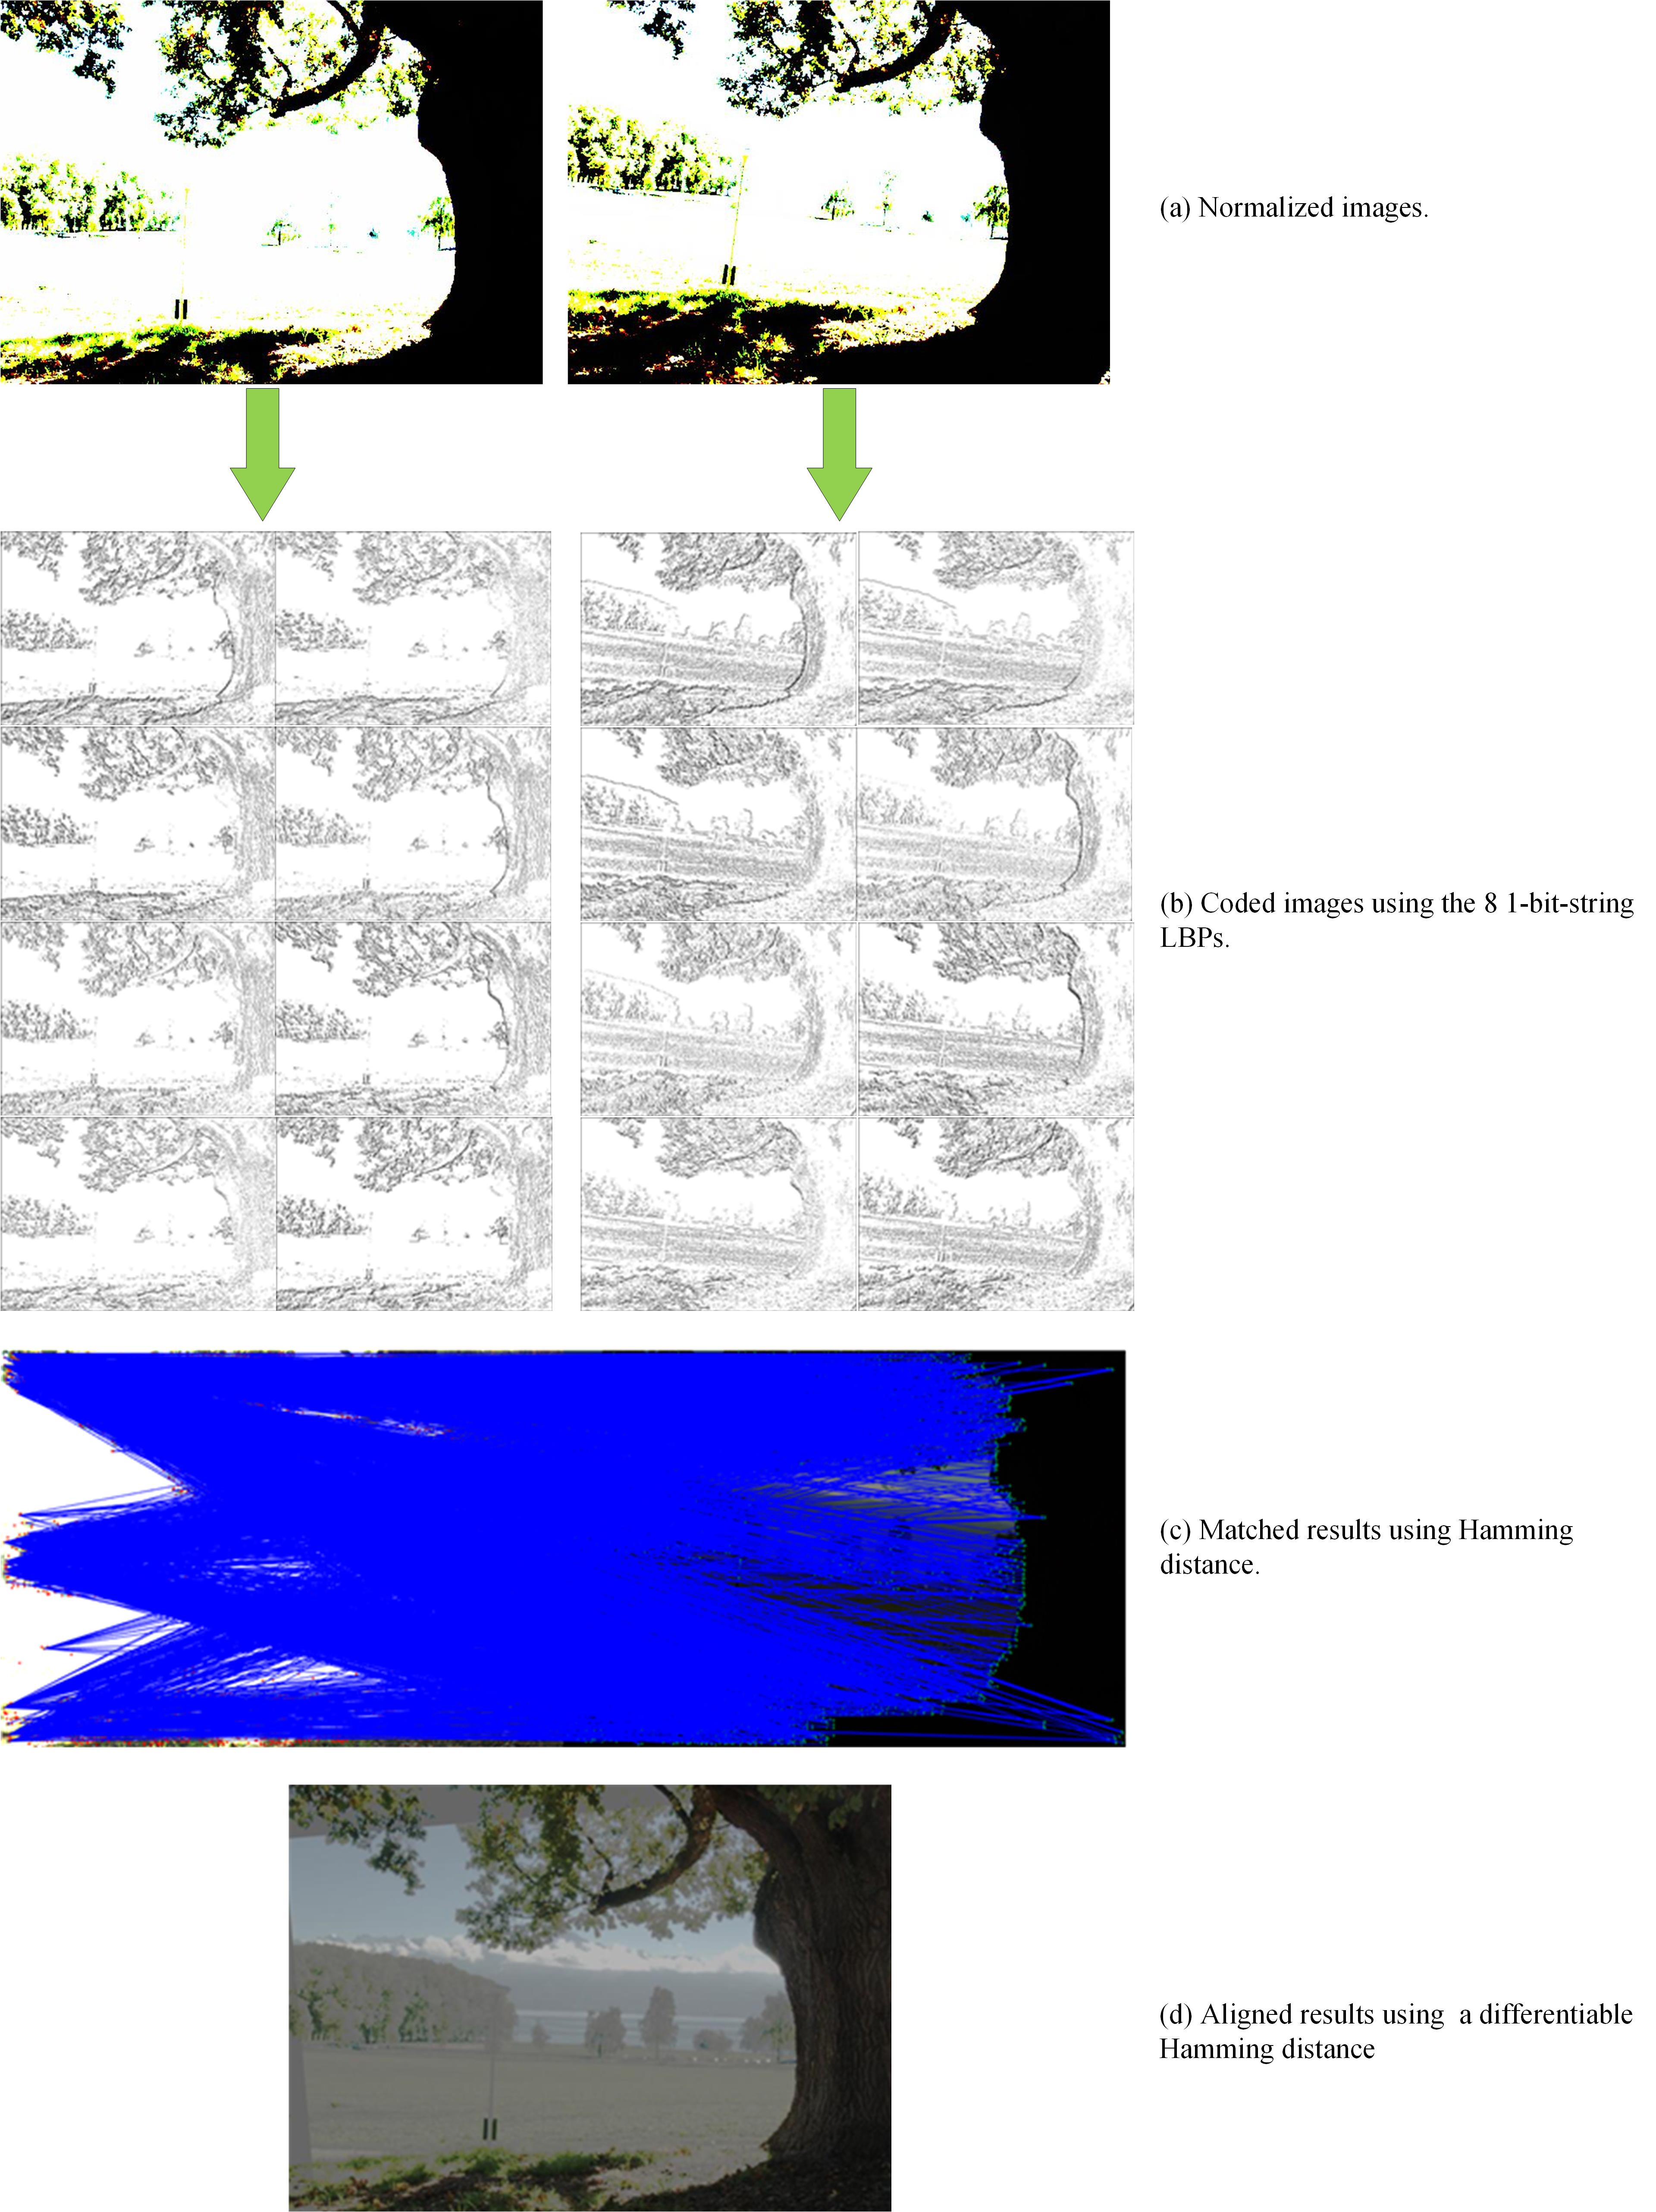 (a) Normalized images.
(b) Coded images using the 8 1-bit-string
LBPs.
(c) Matched results using Hamming
distance.
(d) Aligned results using  a differentiable
Hamming distance